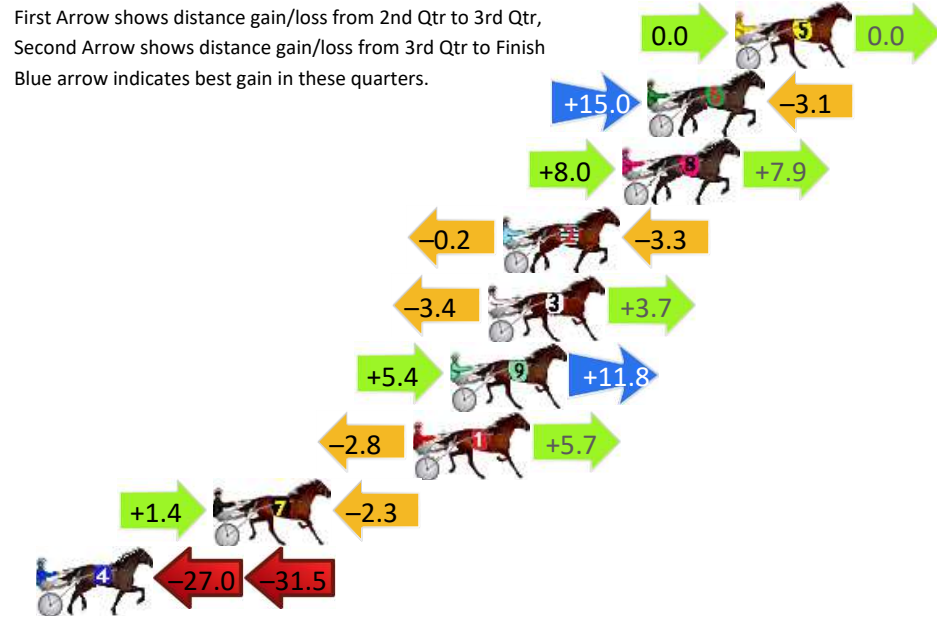 First Arrow shows distance gain/loss from 2nd Qtr to 3rd Qtr,
Second Arrow shows distance gain/loss from 3rd Qtr to Finish
Blue arrow indicates best gain in these quarters.
0.0 5 0.0
+15.0 6 –3.1
+8.0 8 +7.9
–0.2 2 –3.3
–3.4 3 +3.7
+5.4 9 +11.8
–2.8 1 +5.7
+1.4 7 –2.3
4 –27.0 –31.5